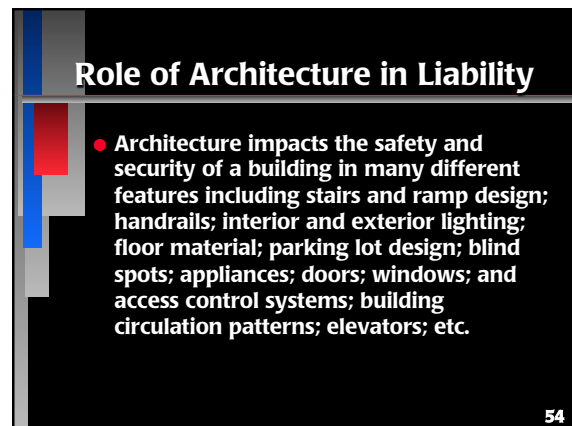 Role of Architecture in Liability
● Architecture impacts the safety and
security of a building in many different
features including stairs and ramp design;
handrails; interior and exterior lighting;
floor material; parking lot design; blind
spots; appliances; doors; windows; and
access control systems; building
circulation patterns; elevators; etc.
54